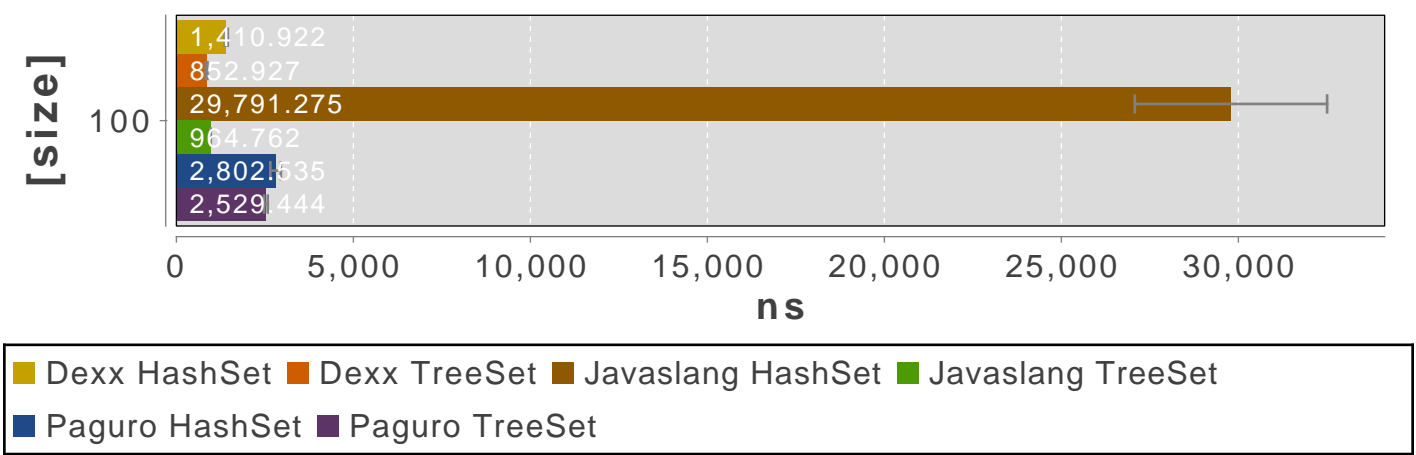 1,410.922
852.927
29,791.275
964.762
2,802.535
2,529.444
[size]
100
0 5,000 10,000 15,000 20,000 25,000 30,000
ns
Dexx HashSet Dexx TreeSet Javaslang HashSet Javaslang TreeSet
Paguro HashSet Paguro TreeSet